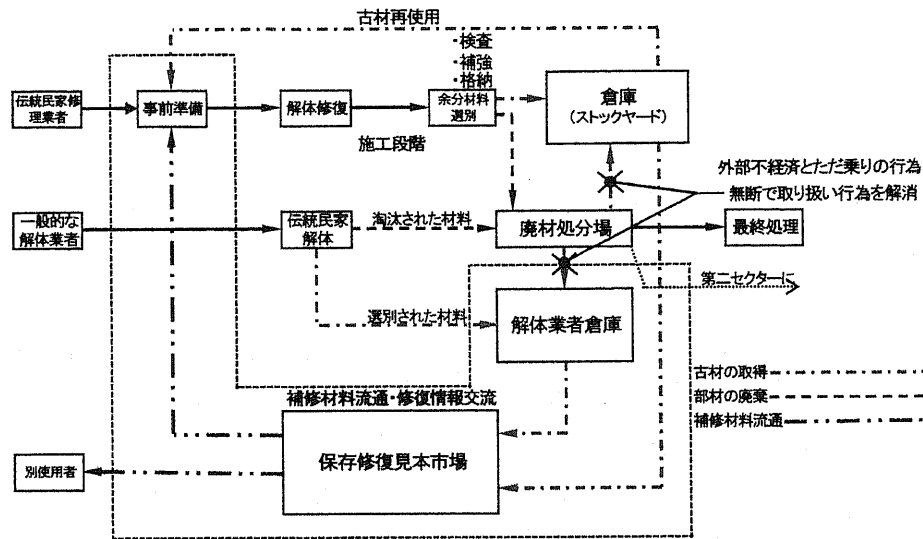 古材再使用
・検査
・補強
・格納
伝統民家修
理業者
事前準備
解体修復
余分材料
選別
倉庫
(ストックヤード)
施工段階
外部不経済とただ乗りの行為
無断で取り扱い行為を解消
一般的な
解体業者
伝統民家
解体
淘汰された材料
廃材処分場
最終処理
第二セクターに
選別された材料
解体業者倉庫
古材の取得
部材の廃棄
補修材料流通
補修材料流通・修復情報交流
保存修復見本市場
別使用者